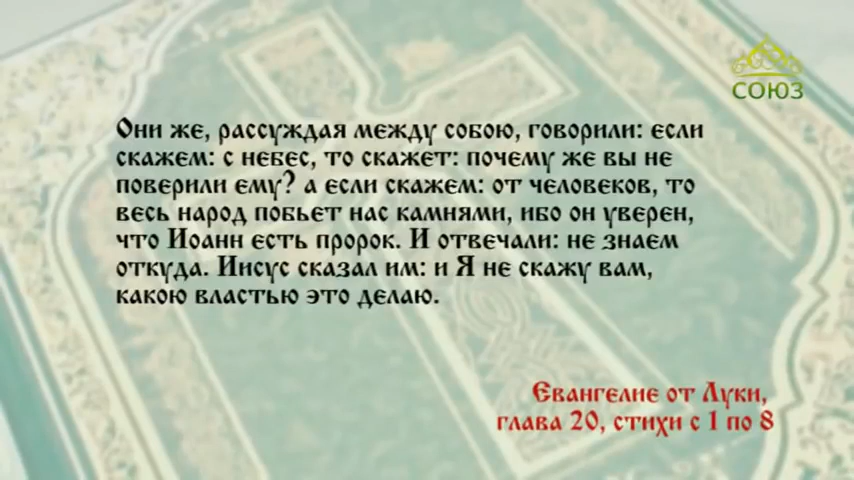 СОЮЗ
Они же, рассуждая между собою, говорили: если
скажем: с небес, то скажет: почему же вы не
поверили ему? а если скажем: от человеков, то
весь народ побьет нас камнями, ибо он уверен,
что Иоанн есть пророк. И отвечали: не знаем
откуда. Иисус сказал им: и Я не скажу вам,
какою властью это делаю.
Евангелие от Луки,
глава 20, стихи с 1 по 8